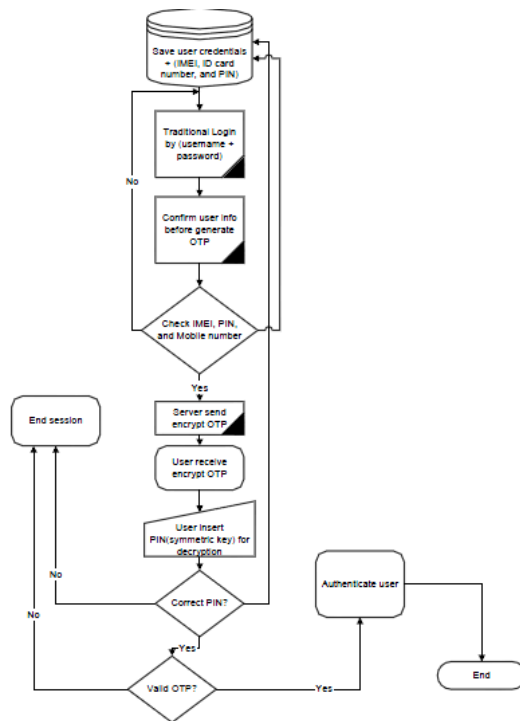 Save user credentials
+ (IMEI, ID card
number, and PIN)
Traditional Login
by (username +
password)
No
Confirm user info
before generate
OTP
Check IMEI, PIN,
and Mobile number
Yes
Server send
encrypt OTP
End session
User receive
encrypt OTP
User insert
PIN(symmetric key) for
decryption
No
Correct PIN?
Authenticate user
No
Yes
Valid OTP?
Yes
End